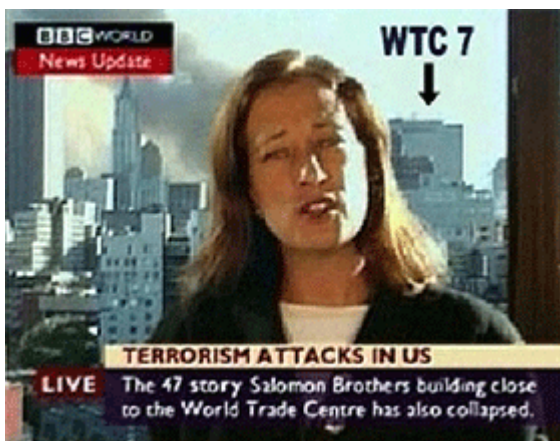 BBC WORLD
News Update
WTC 7
TERRORISM ATTACKS IN US
LIVE
The 47 story Salomon Brothers building close
to the World Trade Centre has also collapsed.